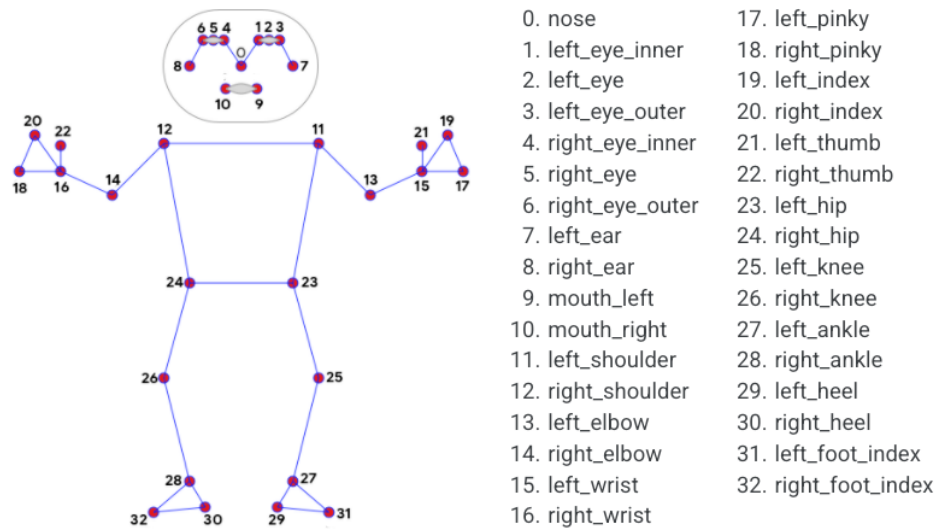 6 5 4 1 2 3
0
8 7
10 9
20 22 12 11 21 19
18 16 14 13 15 17
24 23
26 25
28 27
32 30 29 31
0. nose
1. left_eye_inner
2. left_eye
3. left_eye_outer
4. right_eye_inner
5. right_eye
6. right_eye_outer
7. left_ear
8. right_ear
9. mouth_left
10. mouth_right
11. left_shoulder
12. right_shoulder
13. left_elbow
14. right_elbow
15. left_wrist
16. right_wrist
17. left_pinky
18. right_pinky
19. left_index
20. right_index
21. left_thumb
22. right_thumb
23. left_hip
24. right_hip
25. left_knee
26. right_knee
27. left_ankle
28. right_ankle
29. left_heel
30. right_heel
31. left_foot_index
32. right_foot_index